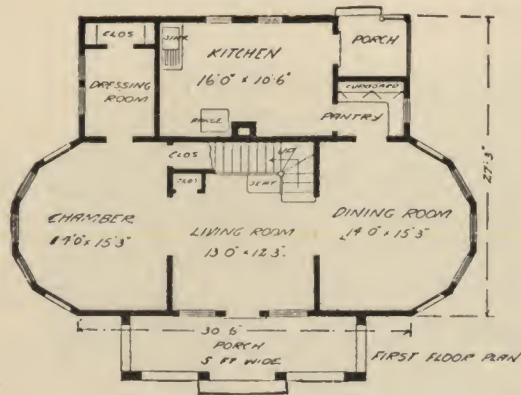 CLOS
SINK
KITCHEN
16'0" x 10'6"
PORCH
DRESSING
ROOM
CUPBOARD
RANGE
PANTRY
CLOS
UP
CLOS
SEAT
CHAMBER
14'0" x 15'3"
LIVING ROOM
13'0" x 12'3"
DINING ROOM
14'0" x 15'3"
27'3"
30'6"
PORCH
5 FT WIDE
FIRST FLOOR PLAN